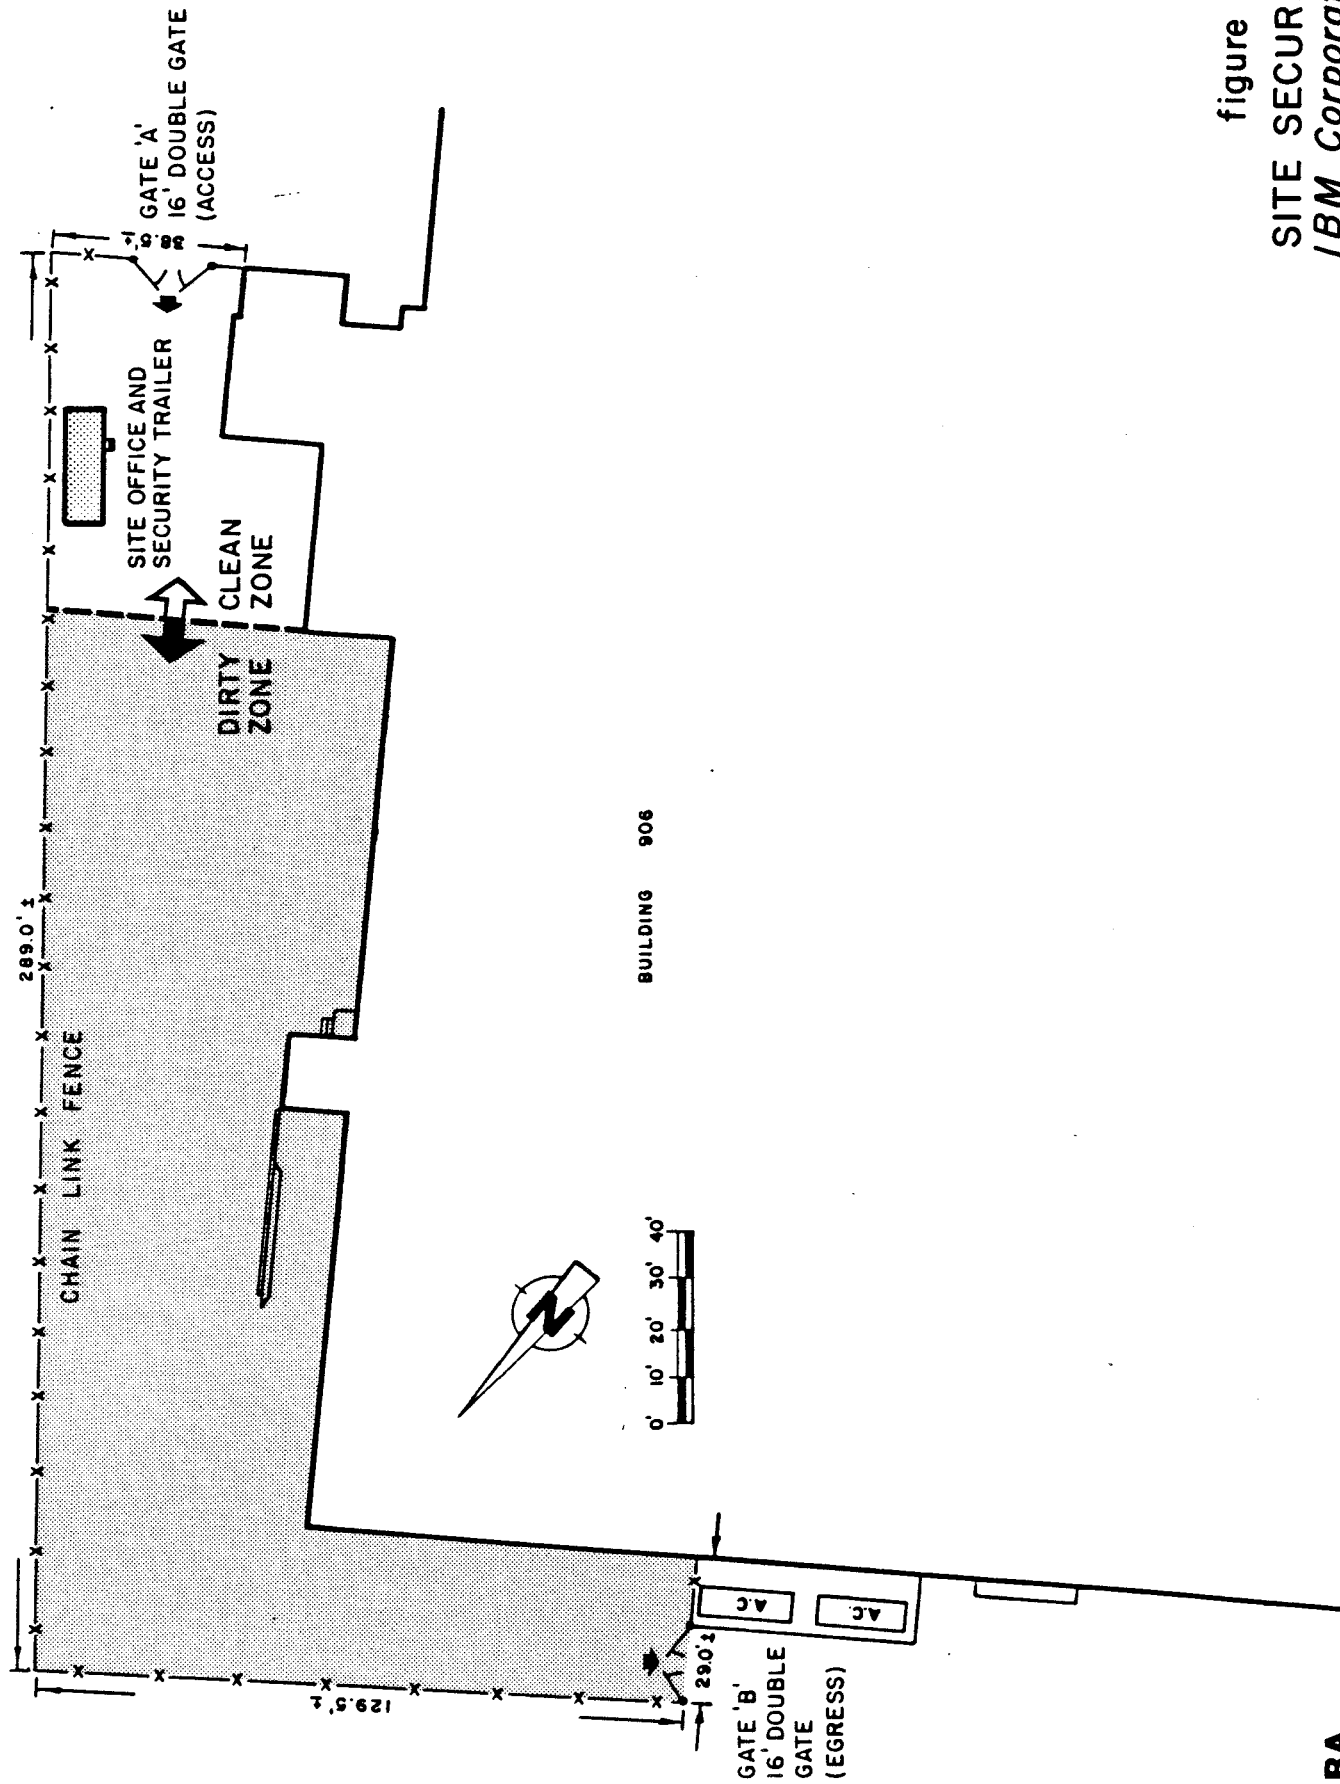 CHAIN LINK FENCE
289.0' ±
129.5' ±
38.5' ±
29.0' ±
GATE 'A'
16' DOUBLE GATE
(ACCESS)
SITE OFFICE AND
SECURITY TRAILER
CLEAN
ZONE
DIRTY
ZONE
BUILDING 906
N
0' 10' 20' 30' 40'
A.C.
A.C.
GATE 'B'
16' DOUBLE
GATE
(EGRESS)
figure
SITE SECUR
IBM Corporat
RA